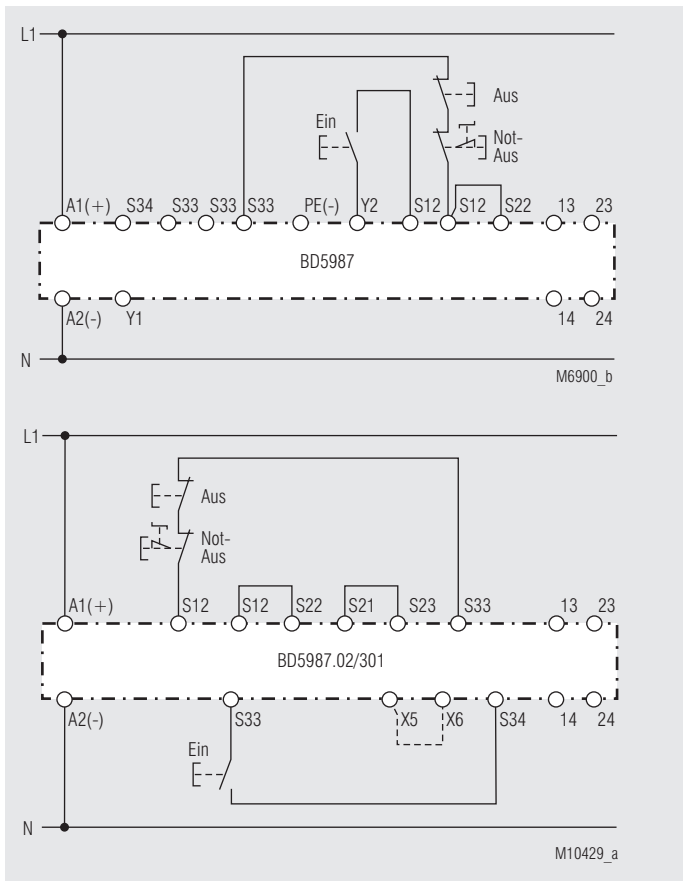 L1
Aus
Ein
Not-
Aus
A1(+) S34 S33 S33 S33 PE(-) Y2 S12 S12 S22 13 23
BD5987
A2(-) Y1 14 24
N
M6900_b
L1
Aus
Not-
Aus
A1(+) S12 S12 S22 S21 S23 S33 13 23
BD5987.02/301
A2(-) S33 X5 X6 S34 14 24
Ein
N
M10429_a